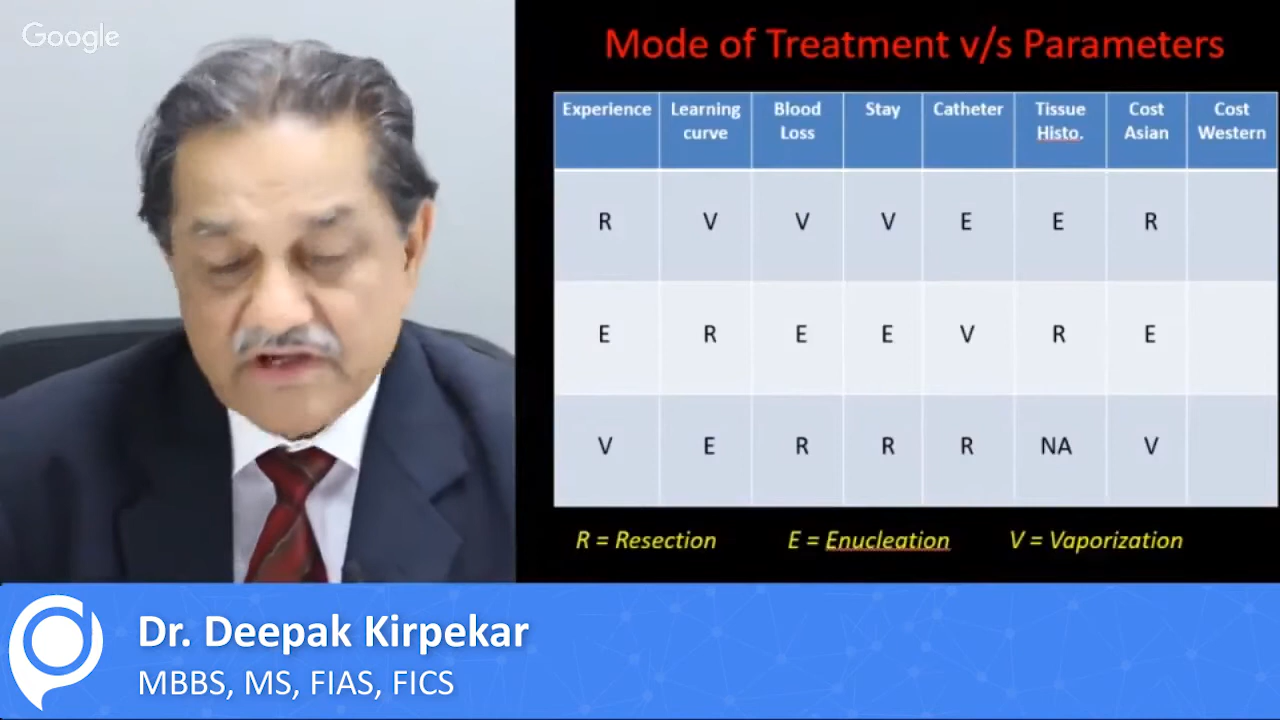 Google
Mode of Treatment v/s Parameters
Experience Learning curve Blood Loss Stay Catheter Tissue Histo. Cost Asian Cost Western
R V V V E E R
E R E E V R E
V E R R R NA V
R = Resection E = Enucleation V = Vaporization
Dr. Deepak Kirpekar
MBBS, MS, FIAS, FICS